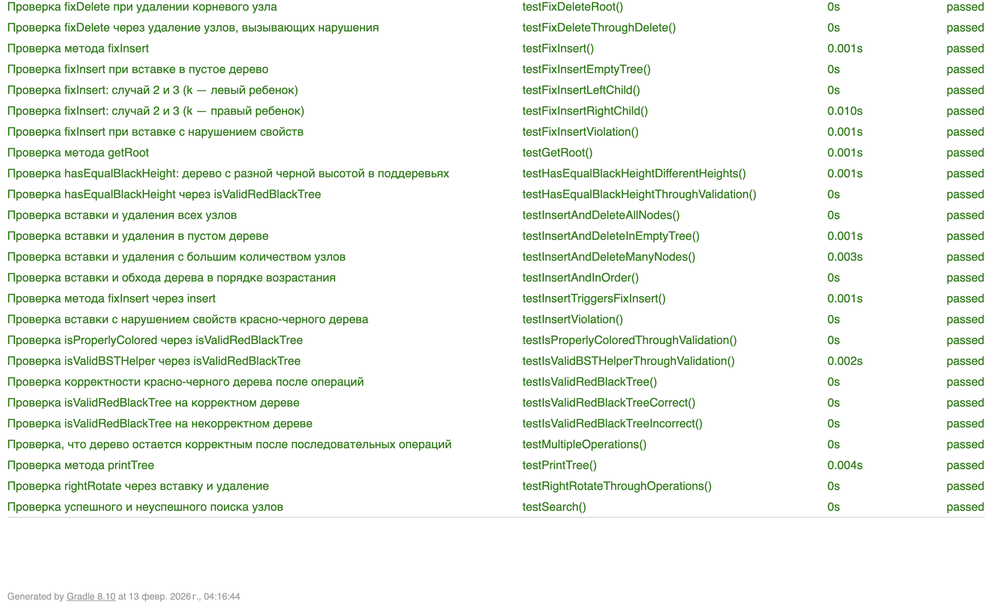 Проверка fixDelete при удалении корневого узла testFixDeleteRoot() 0s passed
Проверка fixDelete через удаление узлов, вызывающих нарушения testFixDeleteThroughDelete() 0s passed
Проверка метода fixInsert testFixInsert() 0.001s passed
Проверка fixInsert при вставке в пустое дерево testFixInsertEmptyTree() 0s passed
Проверка fixInsert: случай 2 и 3 (k — левый ребенок) testFixInsertLeftChild() 0s passed
Проверка fixInsert: случай 2 и 3 (k — правый ребенок) testFixInsertRightChild() 0.010s passed
Проверка fixInsert при вставке с нарушением свойств testFixInsertViolation() 0.001s passed
Проверка метода getRoot testGetRoot() 0.001s passed
Проверка hasEqualBlackHeight: дерево с разной черной высотой в поддеревьях testHasEqualBlackHeightDifferentHeights() 0.001s passed
Проверка hasEqualBlackHeight через isValidRedBlackTree testHasEqualBlackHeightThroughValidation() 0s passed
Проверка вставки и удаления всех узлов testInsertAndDeleteAllNodes() 0s passed
Проверка вставки и удаления в пустом дереве testInsertAndDeleteInEmptyTree() 0.001s passed
Проверка вставки и удаления с большим количеством узлов testInsertAndDeleteManyNodes() 0.003s passed
Проверка вставки и обхода дерева в порядке возрастания testInsertAndInOrder() 0s passed
Проверка метода fixInsert через insert testInsertTriggersFixInsert() 0.001s passed
Проверка вставки с нарушением свойств красно-черного дерева testInsertViolation() 0s passed
Проверка isProperlyColored через isValidRedBlackTree testIsProperlyColoredThroughValidation() 0s passed
Проверка isValidBSTHelper через isValidRedBlackTree testIsValidBSTHelperThroughValidation() 0.002s passed
Проверка корректности красно-черного дерева после операций testIsValidRedBlackTree() 0s passed
Проверка isValidRedBlackTree на корректном дереве testIsValidRedBlackTreeCorrect() 0s passed
Проверка isValidRedBlackTree на некорректном дереве testIsValidRedBlackTreeIncorrect() 0s passed
Проверка, что дерево остается корректным после последовательных операций testMultipleOperations() 0s passed
Проверка метода printTree testPrintTree() 0.004s passed
Проверка rightRotate через вставку и удаление testRightRotateThroughOperations() 0s passed
Проверка успешного и неуспешного поиска узлов testSearch() 0s passed
Generated by Gradle 8.10 at 13 февр. 2026 г., 04:16:44